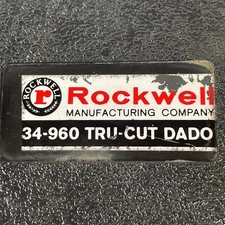 ROCKWELL
r
Rockwell
MANUFACTURING COMPANY
34-960 TRU-CUT DADO